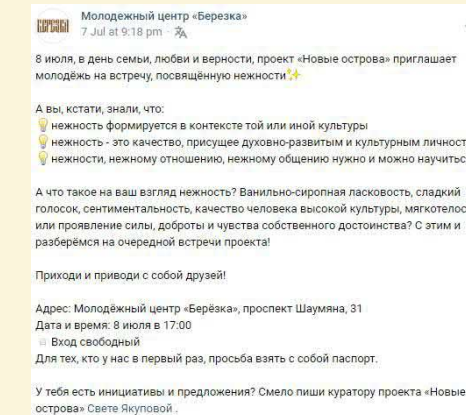 БЕРЁЗКА
Молодежный центр «Березка»
7 Jul at 9:18 pm ·
8 июля, в день семьи, любви и верности, проект «Новые острова» приглашает
молодёжь на встречу, посвящённую нежности✨
А вы, кстати, знали, что:
💡нежность формируется в контексте той или иной культуры
💡нежность - это качество, присущее духовно-развитым и культурным личност
💡нежности, нежному отношению, нежному общению нужно и можно научитьс
А что такое на ваш взгляд нежность? Ванильно-сиропная ласковость, сладкий
голосок, сентиментальность, качество человека высокой культуры, мягкотелос
или проявление силы, доброты и чувства собственного достоинства? С этим и
разберёмся на очередной встрече проекта!
Приходи и приводи с собой друзей!
Адрес: Молодёжный центр «Берёзка», проспект Шаумяна, 31
Дата и время: 8 июля в 17:00
Вход свободный
Для тех, кто у нас в первый раз, просьба взять с собой паспорт.
У тебя есть инициативы и предложения? Смело пиши куратору проекта «Новые
острова» Свете Якуповой .